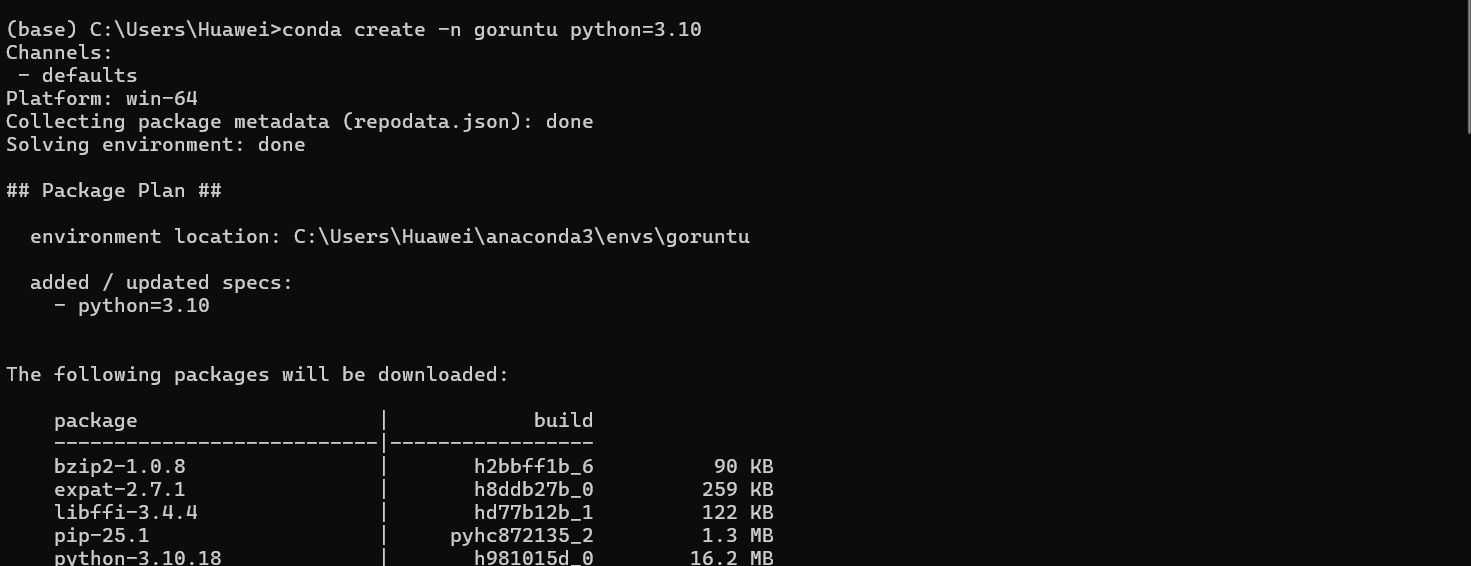 (base) C:\Users\Huawei>conda create -n goruntu python=3.10
Channels:
 - defaults
Platform: win-64
Collecting package metadata (repodata.json): done
Solving environment: done
## Package Plan ##
  environment location: C:\Users\Huawei\anaconda3\envs\goruntu
  added / updated specs:
    - python=3.10
The following packages will be downloaded:
    package                    |            build
    ---------------------------|-----------------
    bzip2-1.0.8                |       h2bbff1b_6          90 KB
    expat-2.7.1                |       h8ddb27b_0         259 KB
    libffi-3.4.4               |       hd77b12b_1         122 KB
    pip-25.1                   |     pyhc872135_2         1.3 MB
    python-3.10.18             |       h981015d_0        16.2 MB